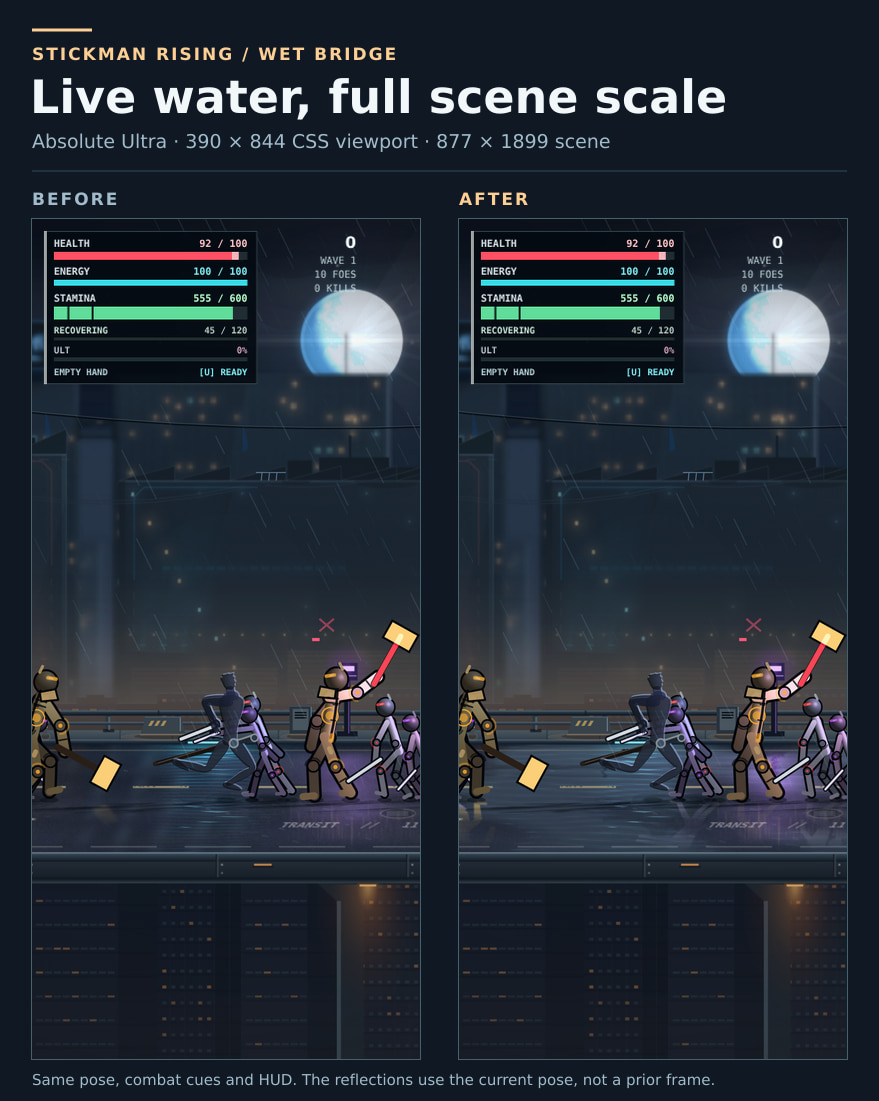 STICKMAN RISING / WET BRIDGE
Live water, full scene scale
Absolute Ultra · 390 × 844 CSS viewport · 877 × 1899 scene
BEFORE
HEALTH 92 / 100
ENERGY 100 / 100
STAMINA 555 / 600
RECOVERING 45 / 120
ULT 0%
EMPTY HAND [U] READY
0
WAVE 1
10 FOES
0 KILLS
TRANSIT // 11
AFTER
HEALTH 92 / 100
ENERGY 100 / 100
STAMINA 555 / 600
RECOVERING 45 / 120
ULT 0%
EMPTY HAND [U] READY
0
WAVE 1
10 FOES
0 KILLS
TRANSIT // 11
Same pose, combat cues and HUD. The reflections use the current pose, not a prior frame.